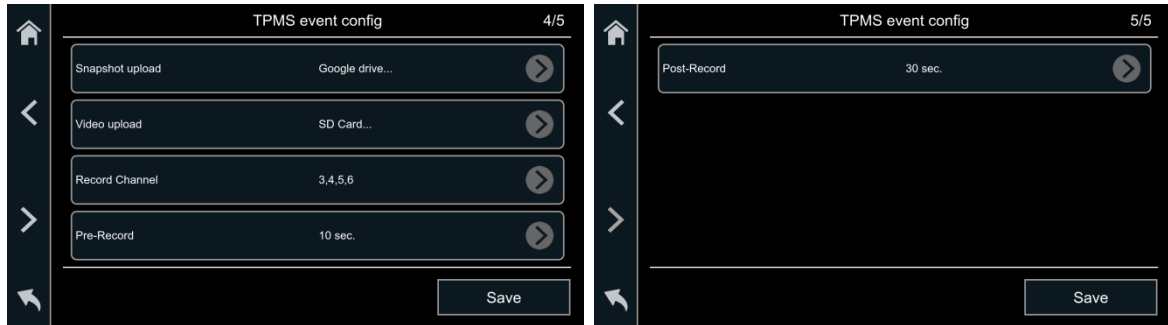 TPMS event config 4/5
Snapshot upload Google drive...
Video upload SD Card...
Record Channel 3,4,5,6
Pre-Record 10 sec.
Save
TPMS event config 5/5
Post-Record 30 sec.
Save